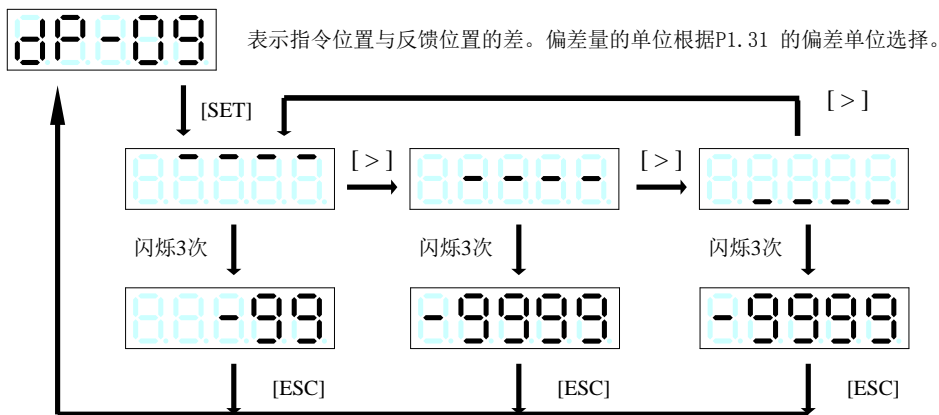 dP-09
表示指令位置与反馈位置的差。偏差量的单位根据P1.31 的偏差单位选择。
[SET]
[ > ]
----
[ > ]
----
[ > ]
----
闪烁3次
闪烁3次
闪烁3次
-99
-9999
-9999
[ESC]
[ESC]
[ESC]